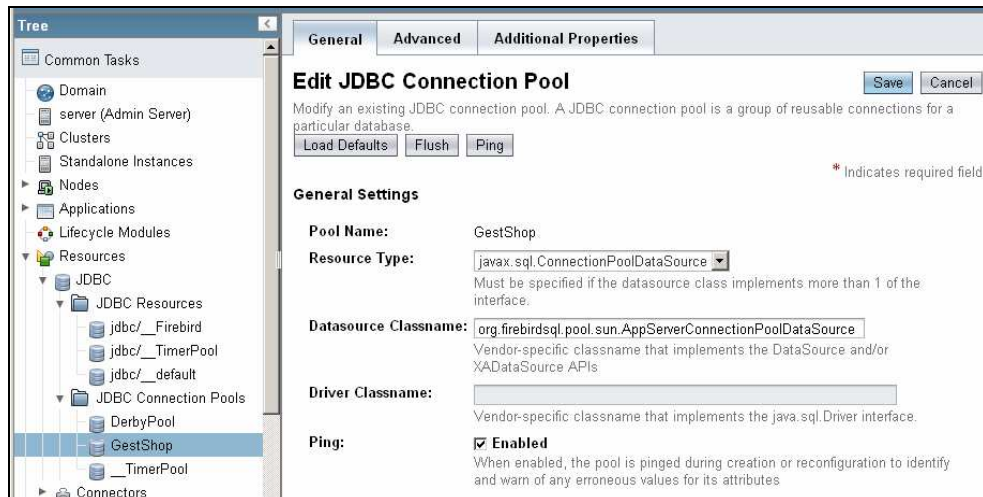 Tree
Common Tasks
Domain
server (Admin Server)
Clusters
Standalone Instances
Nodes
Applications
Lifecycle Modules
Resources
JDBC
JDBC Resources
jdbc/__Firebird
jdbc/__TimerPool
jdbc/__default
JDBC Connection Pools
DerbyPool
GestShop
__TimerPool
Connectors
General Advanced Additional Properties
Edit JDBC Connection Pool
Save Cancel
Modify an existing JDBC connection pool. A JDBC connection pool is a group of reusable connections for a
particular database.
Load Defaults Flush Ping
* Indicates required field
General Settings
Pool Name: GestShop
Resource Type: javax.sql.ConnectionPoolDataSource
Must be specified if the datasource class implements more than 1 of the
interface.
Datasource Classname: org.firebirdsql.pool.sun.AppServerConnectionPoolDataSource
Vendor-specific classname that implements the DataSource and/or
XADataSource APIs
Driver Classname:
Vendor-specific classname that implements the java.sql.Driver interface.
Ping: Enabled
When enabled, the pool is pinged during creation or reconfiguration to identify
and warn of any erroneous values for its attributes